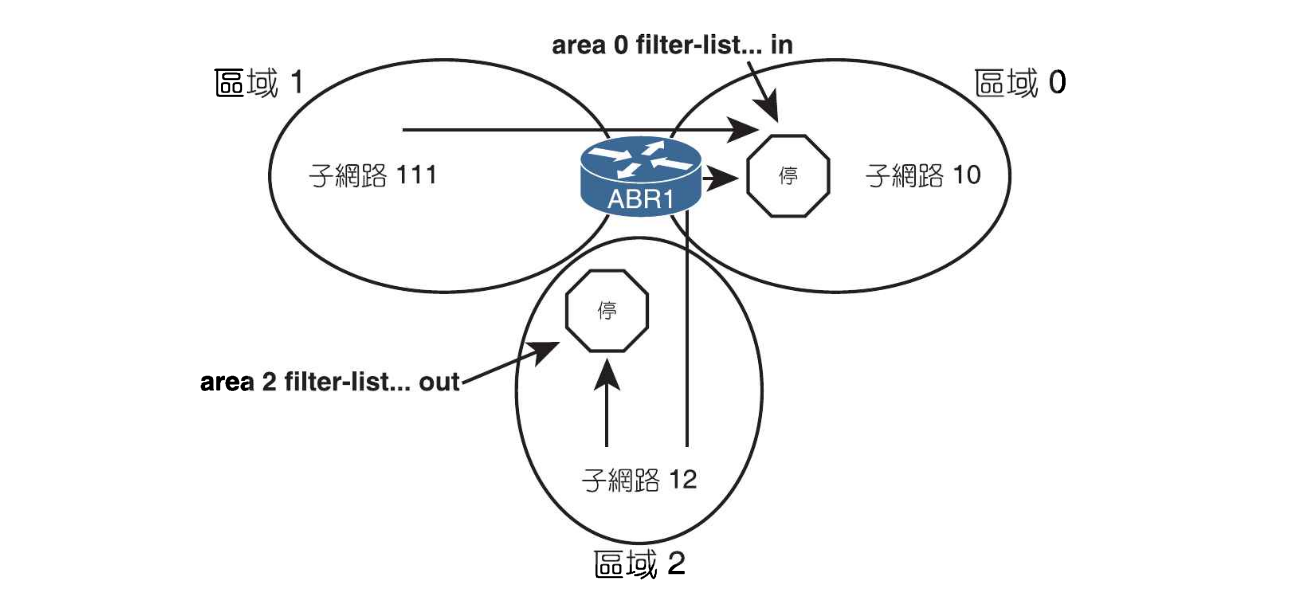 area 0 filter-list... in
區域 1
區域 0
子網路 111
ABR1
停
子網路 10
停
area 2 filter-list... out
子網路 12
區域 2